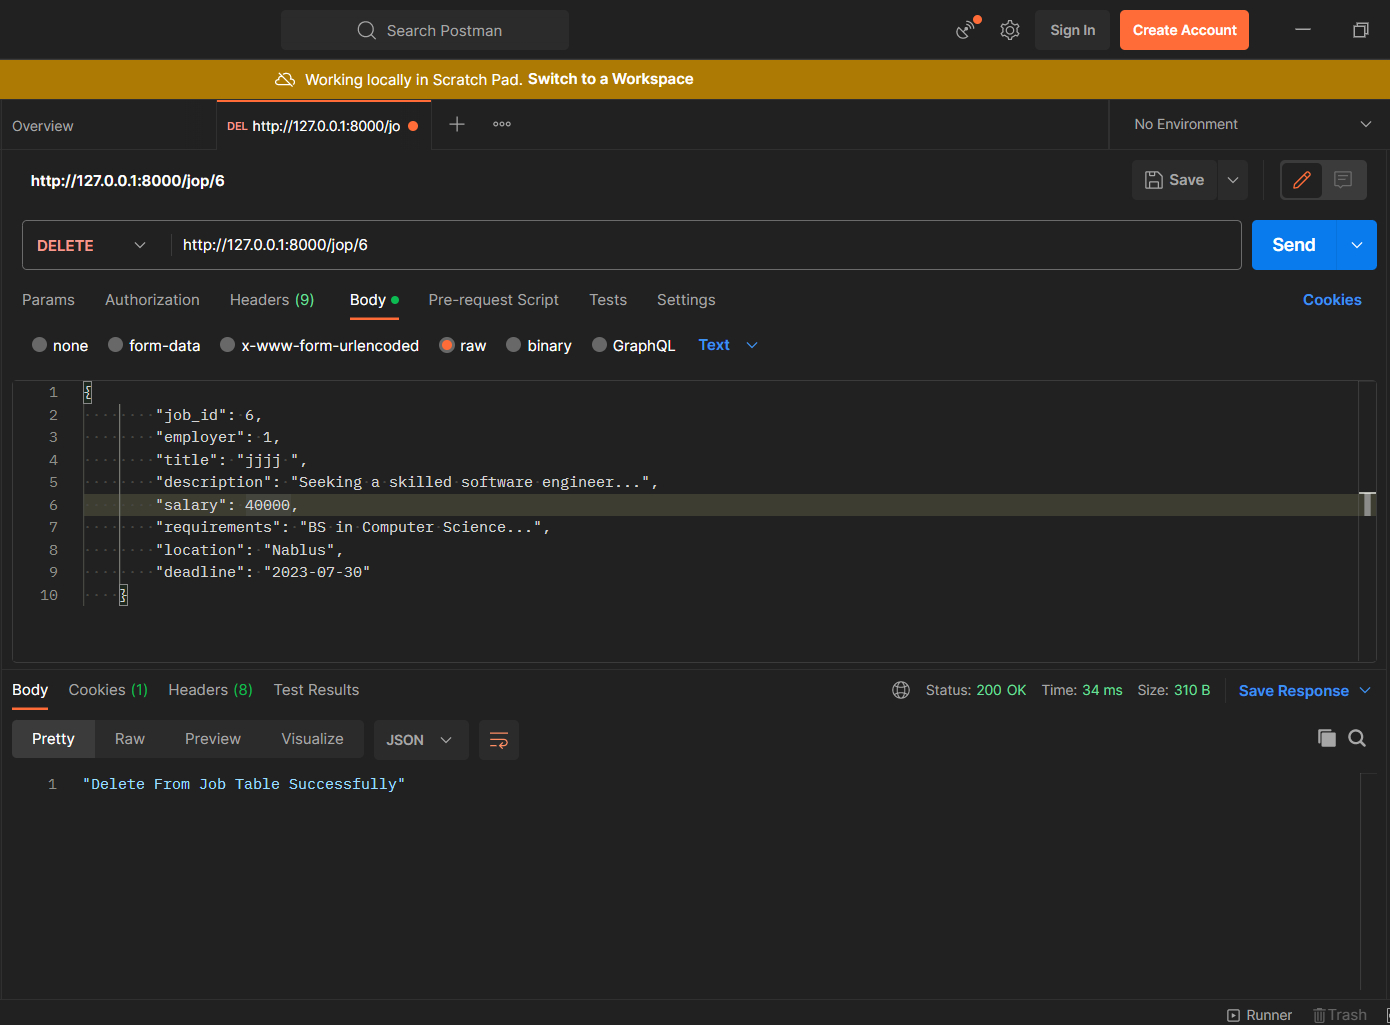 Search Postman
Sign In
Create Account
Working locally in Scratch Pad. Switch to a Workspace
Overview
DEL http://127.0.0.1:8000/jo
No Environment
http://127.0.0.1:8000/jop/6
Save
DELETE http://127.0.0.1:8000/jop/6
Send
Params Authorization Headers (9) Body Pre-request Script Tests Settings Cookies
none form-data x-www-form-urlencoded raw binary GraphQL Text
1 {
2 "job_id": 6,
3 "employer": 1,
4 "title": "jjjj ",
5 "description": "Seeking a skilled software engineer...",
6 "salary": 40000,
7 "requirements": "BS in Computer Science...",
8 "location": "Nablus",
9 "deadline": "2023-07-30"
10 }
Body Cookies (1) Headers (8) Test Results Status: 200 OK Time: 34 ms Size: 310 B Save Response
Pretty Raw Preview Visualize JSON
1 "Delete From Job Table Successfully"
Runner Trash